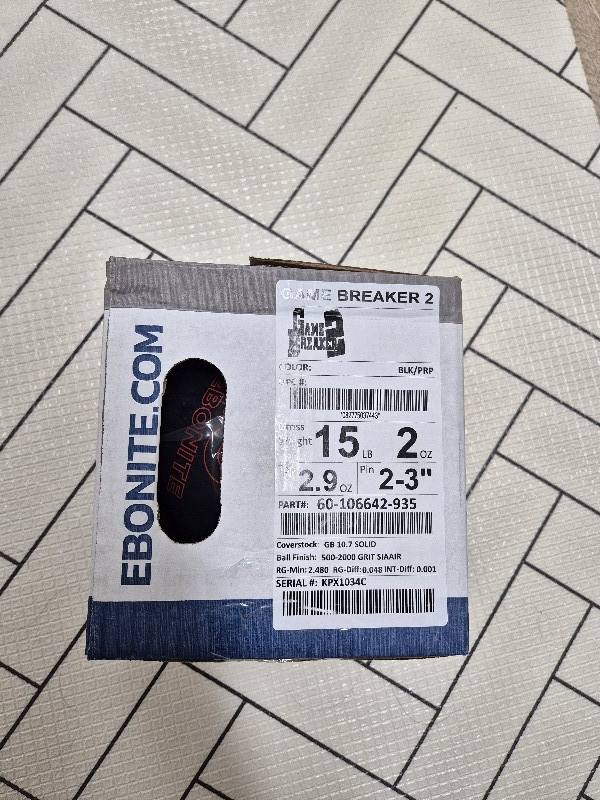 EBONITE.COM
EBONITE
GAME BREAKER 2
GAME
BREAKER 2
COLOR: BLK/PRP
#:
Gross
Weight 15 LB 2 OZ
2.9 OZ Pin 2-3"
PART#: 60-106642-935
Coverstock: GB 10.7 SOLID
Ball Finish: 500-2000 GRIT SIAAIR
RG-Min: 2.480 RG-Diff: 0.048 INT-Diff: 0.001
SERIAL #: KPX1034C